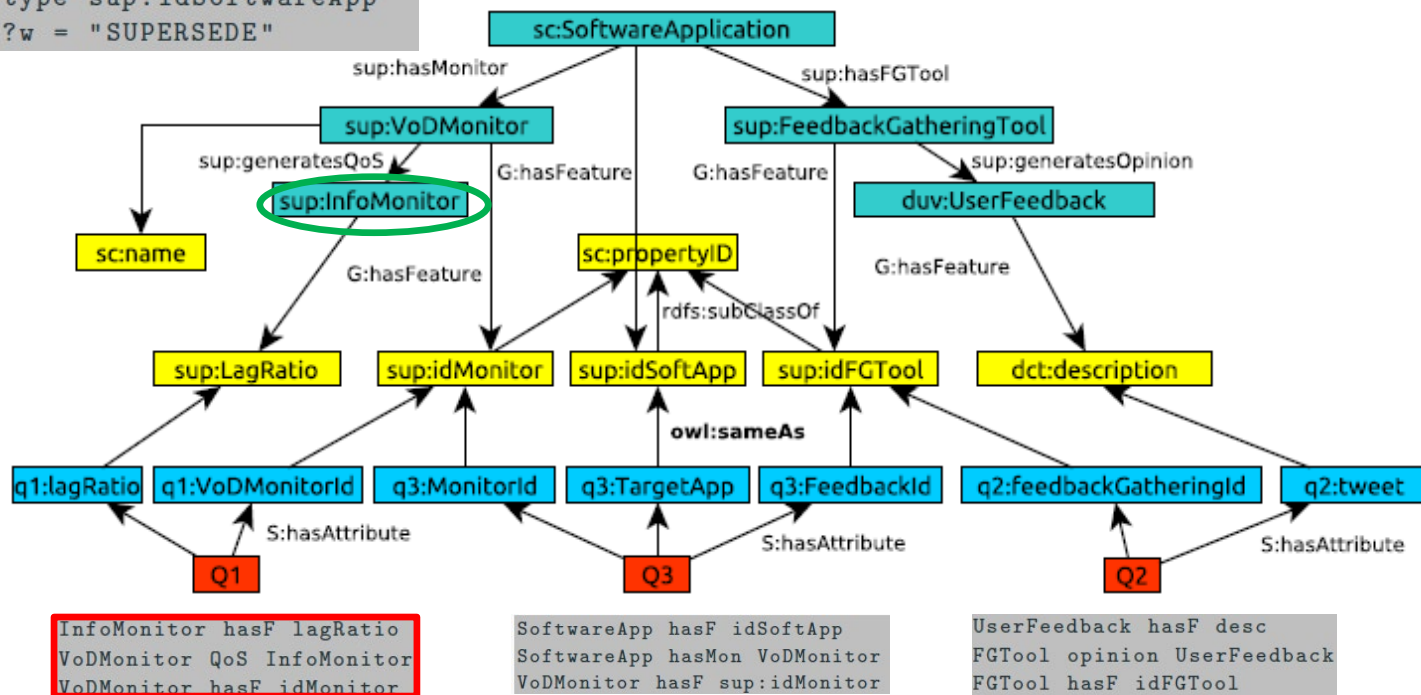 type sup:idSoftwareApp
?w = "SUPERSEDE"
sc:SoftwareApplication
sup:hasMonitor
sup:hasFGTool
sup:VoDMonitor
sup:FeedbackGatheringTool
sup:generatesQoS
G:hasFeature
G:hasFeature
sup:generatesOpinion
sup:InfoMonitor
duv:UserFeedback
sc:name
sc:propertyID
G:hasFeature
G:hasFeature
rdfs:subClassOf
sup:LagRatio
sup:idMonitor
sup:idSoftApp
sup:idFGTool
dct:description
owl:sameAs
q1:lagRatio
q1:VoDMonitorId
q3:MonitorId
q3:TargetApp
q3:FeedbackId
q2:feedbackGatheringId
q2:tweet
S:hasAttribute
S:hasAttribute
S:hasAttribute
Q1
Q3
Q2
InfoMonitor hasF lagRatio
VoDMonitor QoS InfoMonitor
VoDMonitor hasF idMonitor
SoftwareApp hasF idSoftApp
SoftwareApp hasMon VoDMonitor
VoDMonitor hasF sup:idMonitor
UserFeedback hasF desc
FGTool opinion UserFeedback
FGTool hasF idFGTool